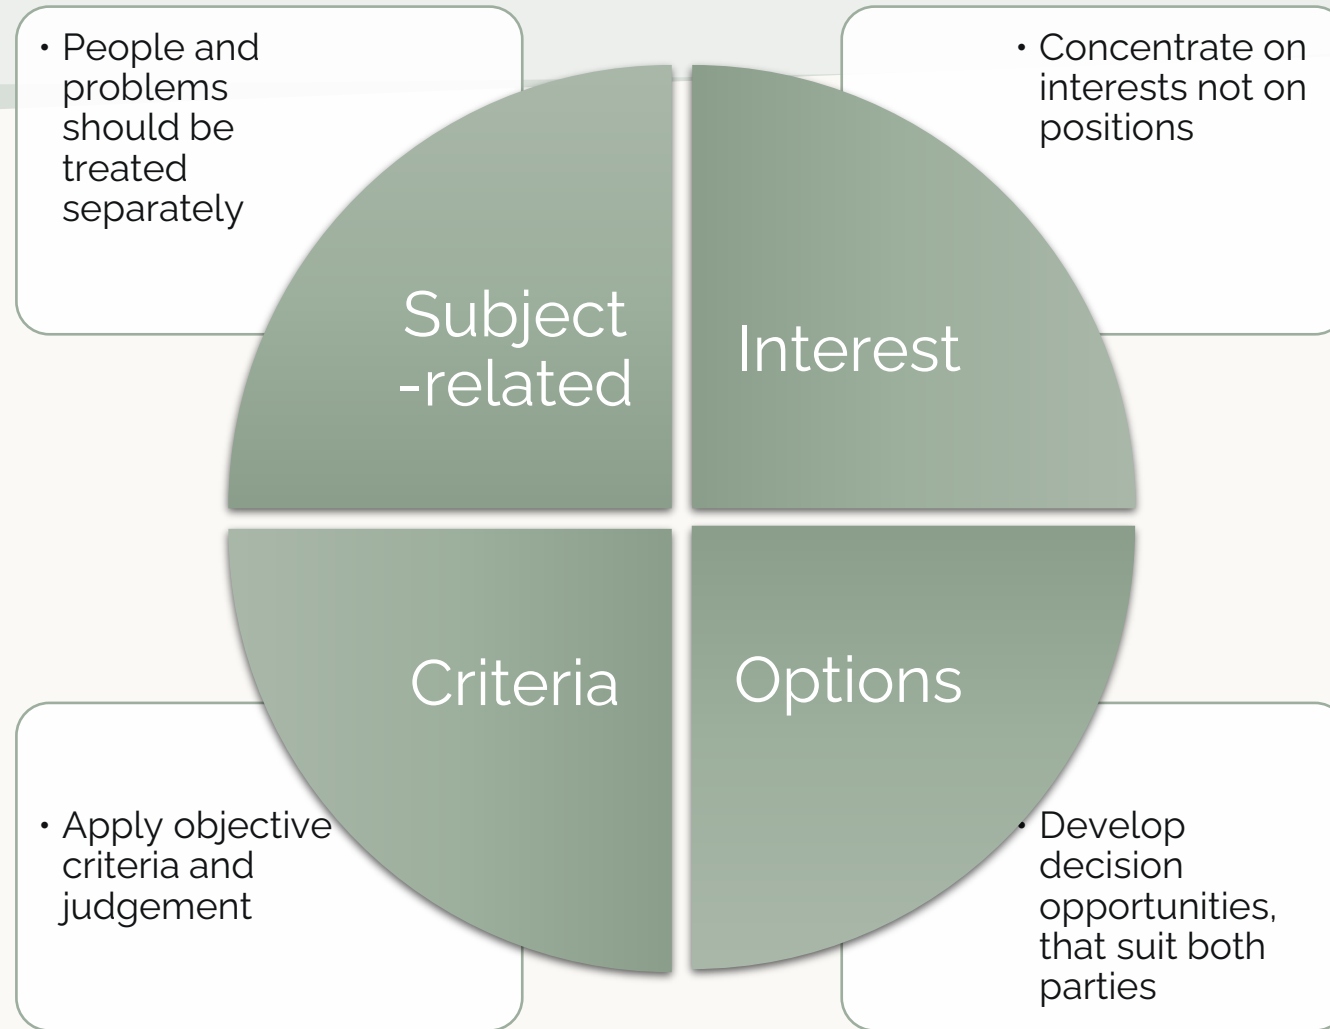 • People and
problems
should be
treated
separately
• Concentrate on
interests not on
positions
Subject
-related
Interest
Criteria
Options
• Apply objective
criteria and
judgement
• Develop
decision
opportunities,
that suit both
parties